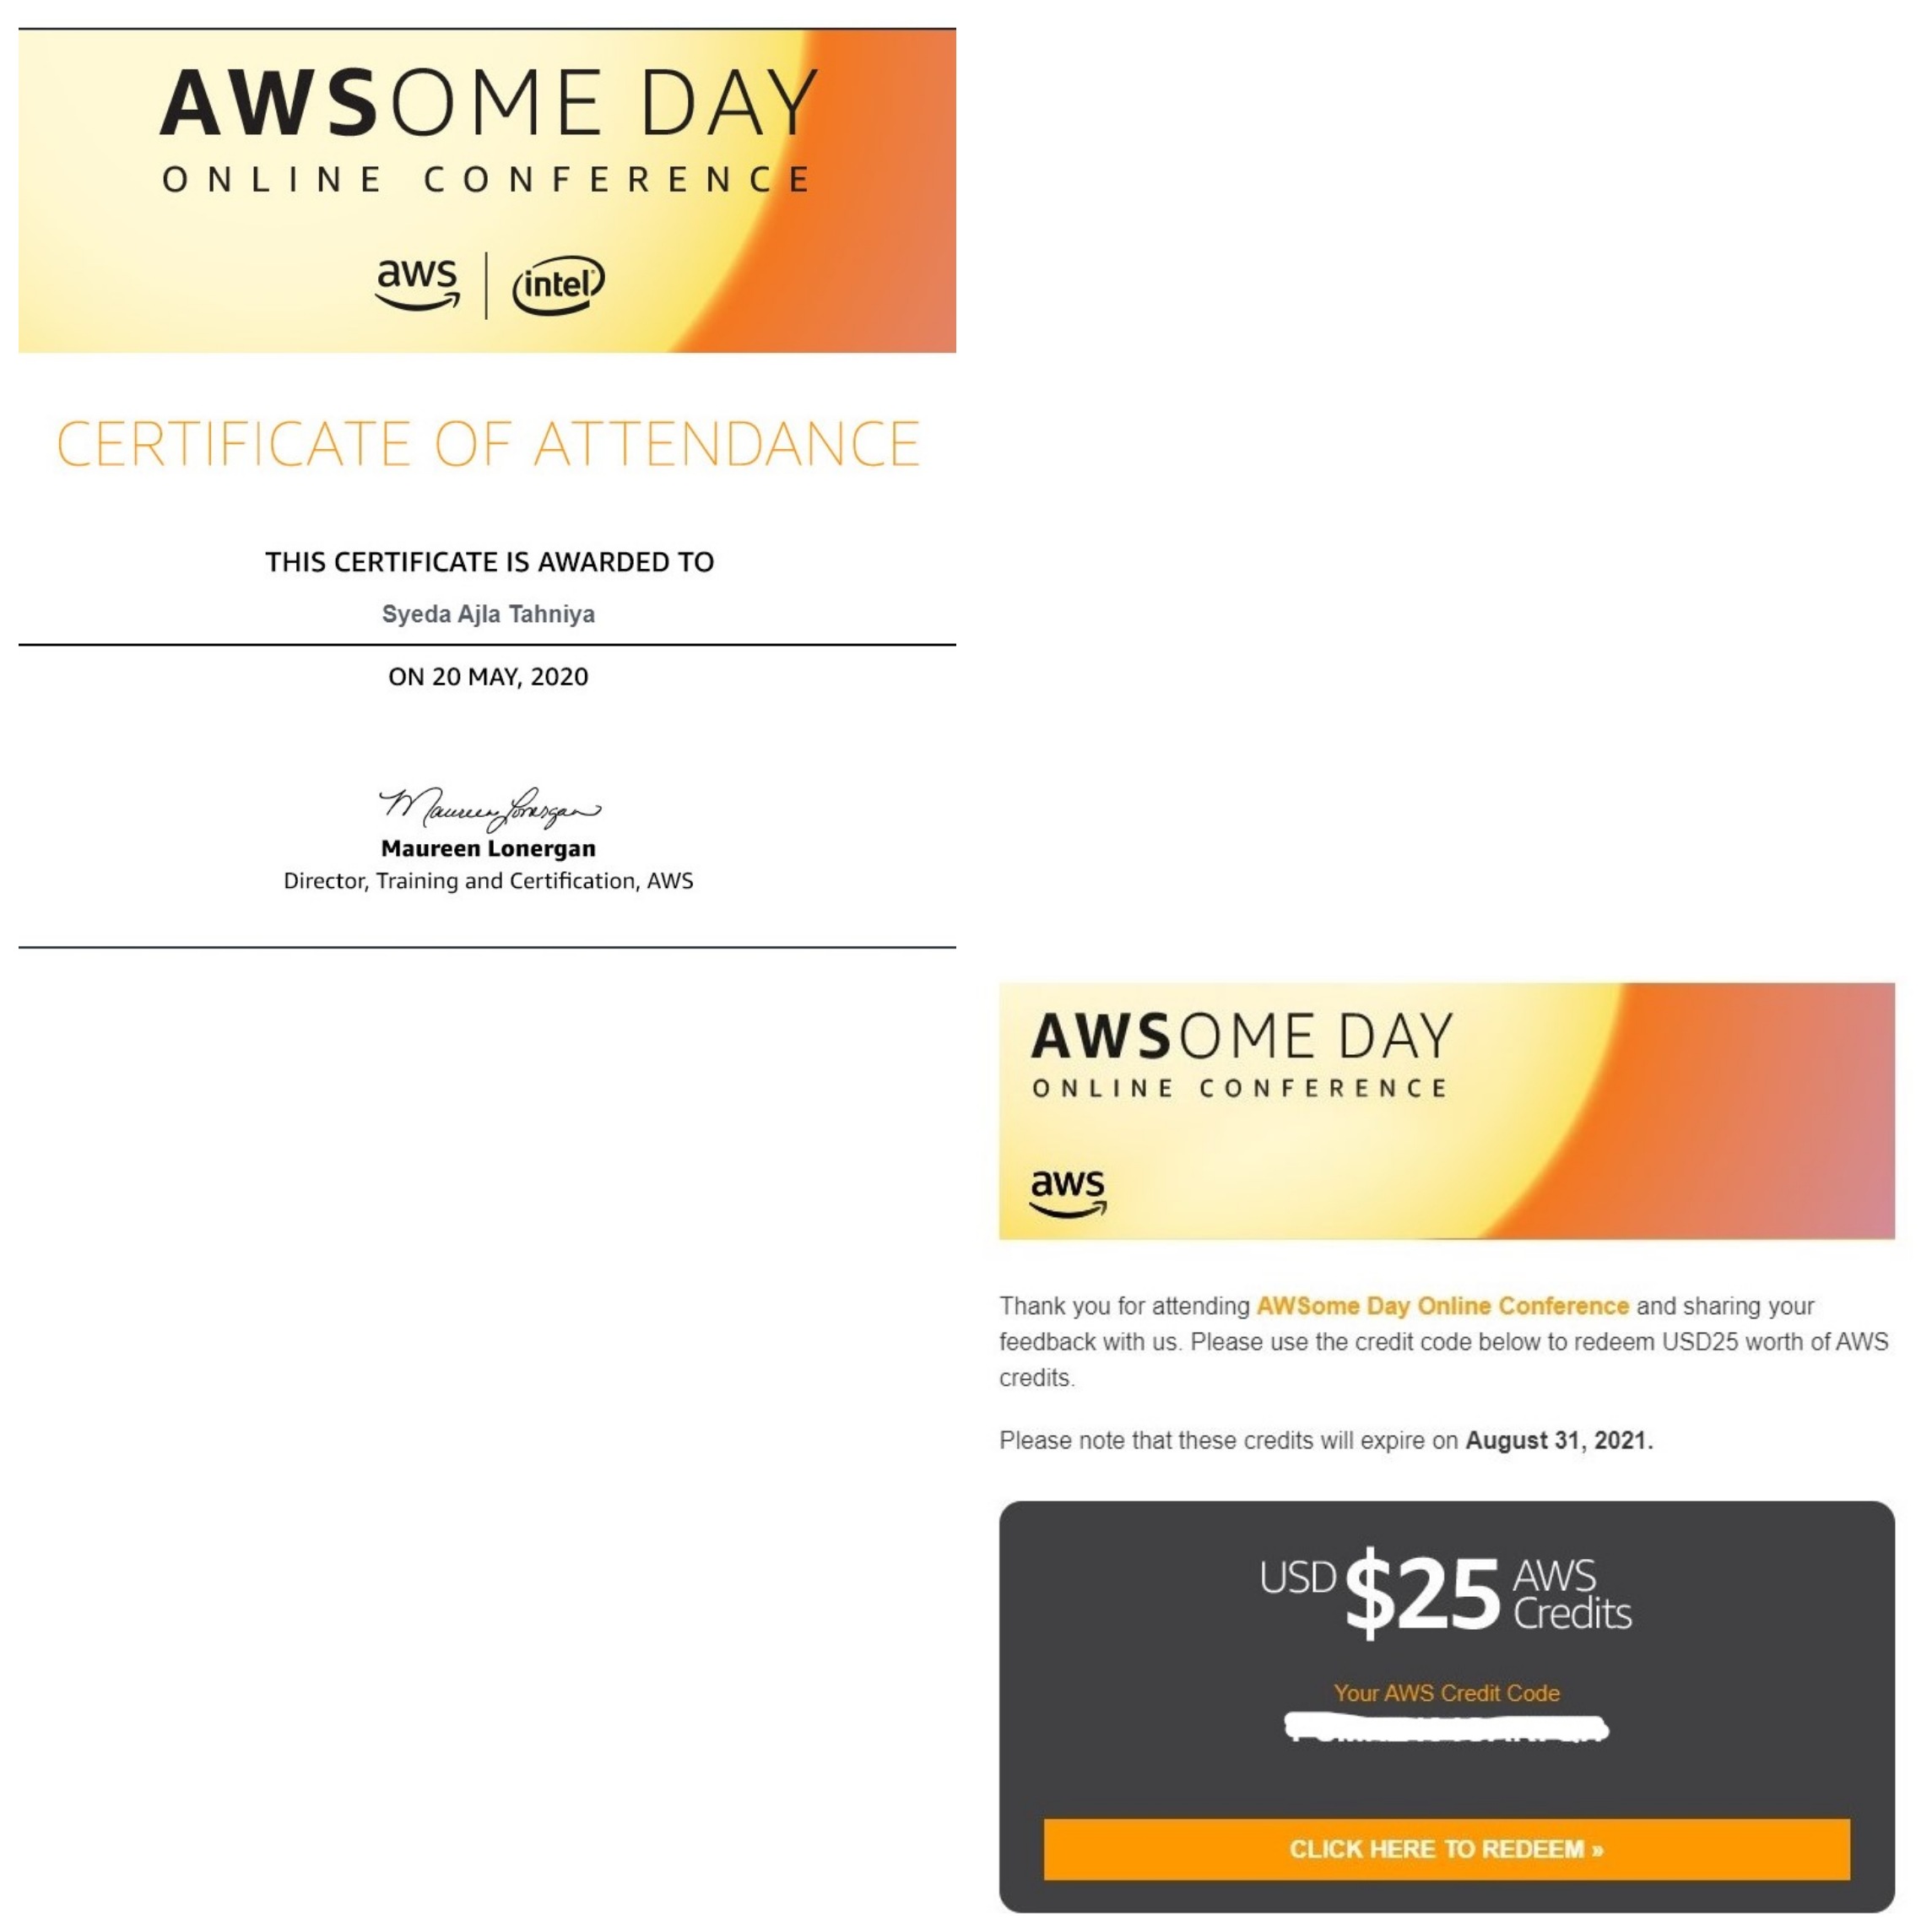 AWSOME DAY
ONLINE CONFERENCE
aws | intel
CERTIFICATE OF ATTENDANCE
THIS CERTIFICATE IS AWARDED TO
Syeda Ajla Tahniya
ON 20 MAY, 2020
Maureen Lonergan
Maureen Lonergan
Director, Training and Certification, AWS
AWSOME DAY
ONLINE CONFERENCE
aws
Thank you for attending AWSome Day Online Conference and sharing your
feedback with us. Please use the credit code below to redeem USD25 worth of AWS
credits.
Please note that these credits will expire on August 31, 2021.
USD $25 AWS Credits
Your AWS Credit Code
CLICK HERE TO REDEEM »